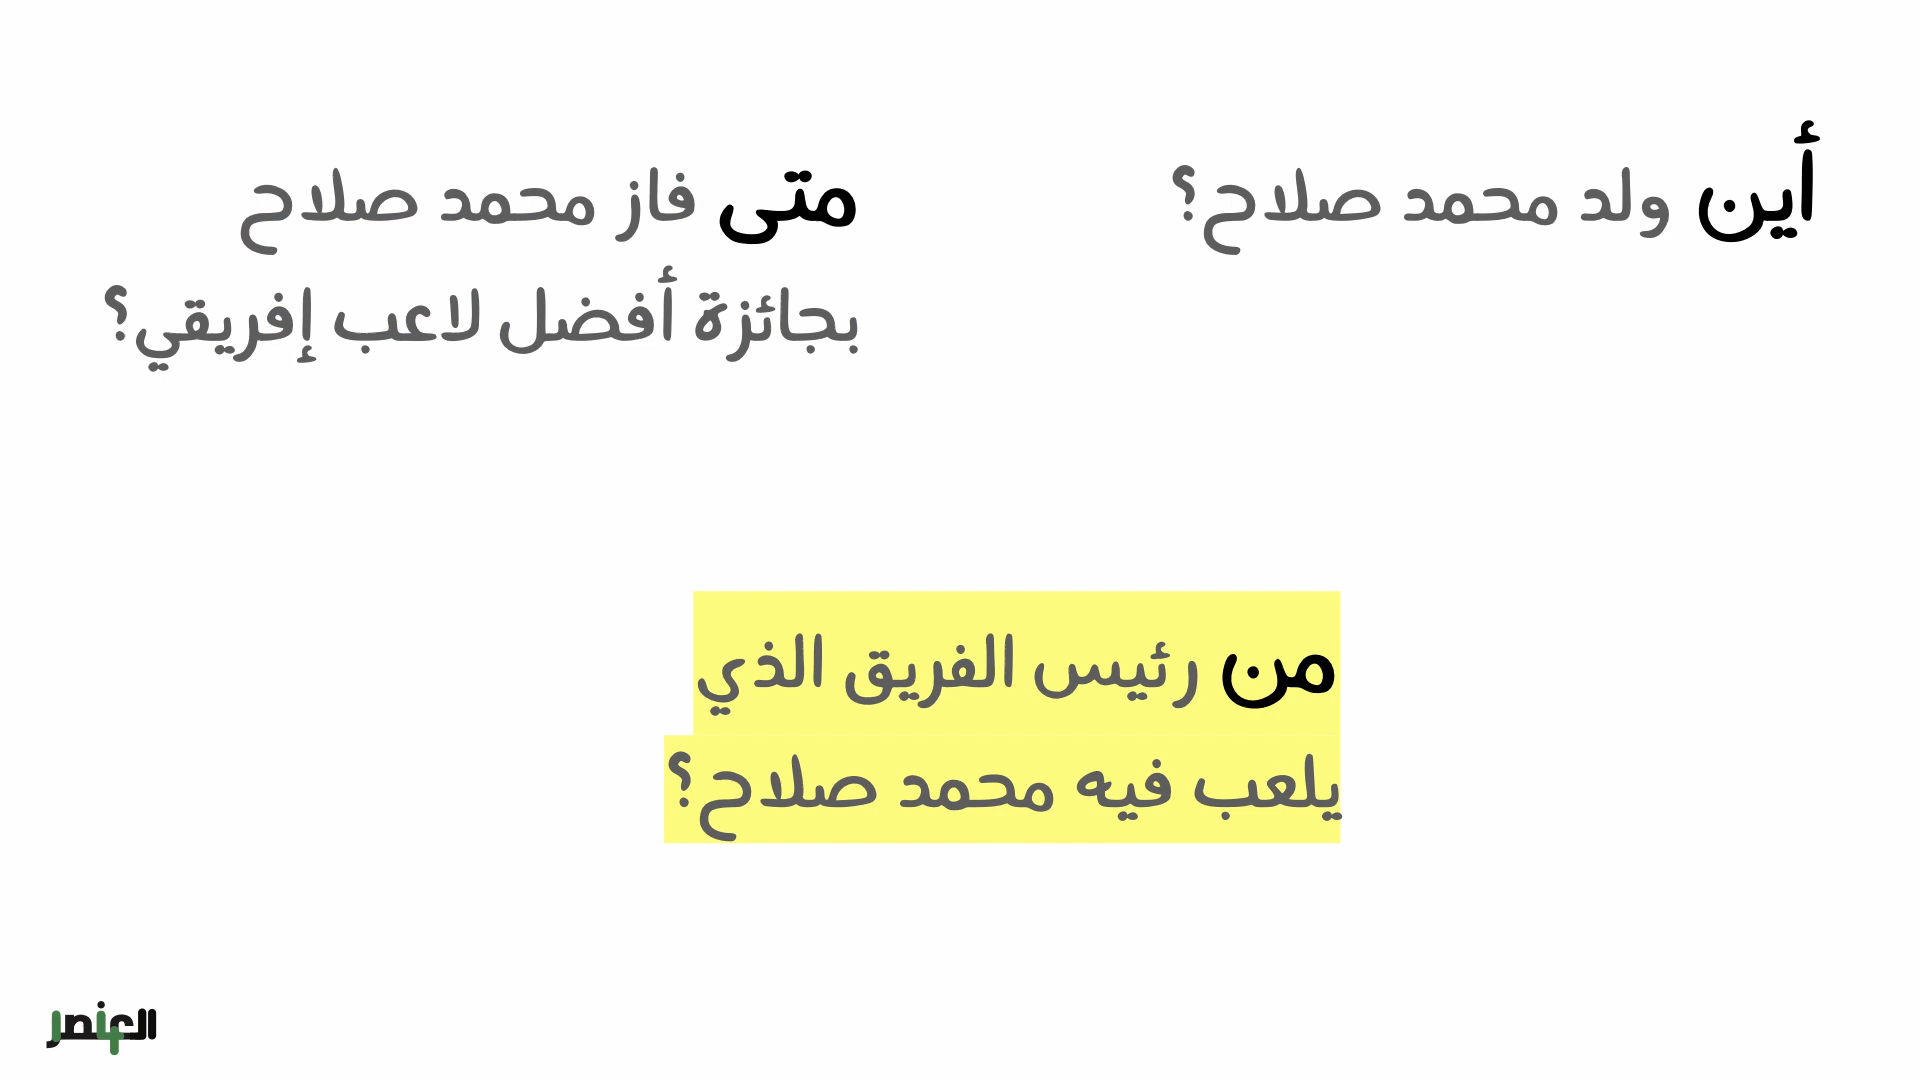 أين ولد محمد صلاح؟
متى فاز محمد صلاح
بجائزة أفضل لاعب إفريقي؟
من رئيس الفريق الذي
يلعب فيه محمد صلاح؟
العنصر